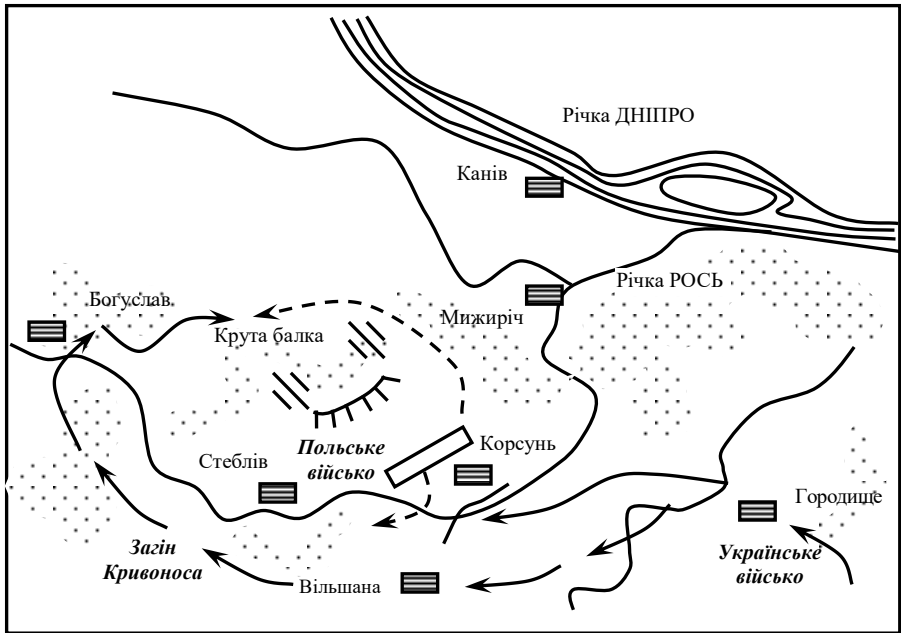 Річка ДНІПРО
Канів
Річка РОСЬ
Богуслав
Мижиріч
Крута балка
Польське
військо
Корсунь
Стеблів
Городище
Загін
Кривоноса
Українське
військо
Вільшана